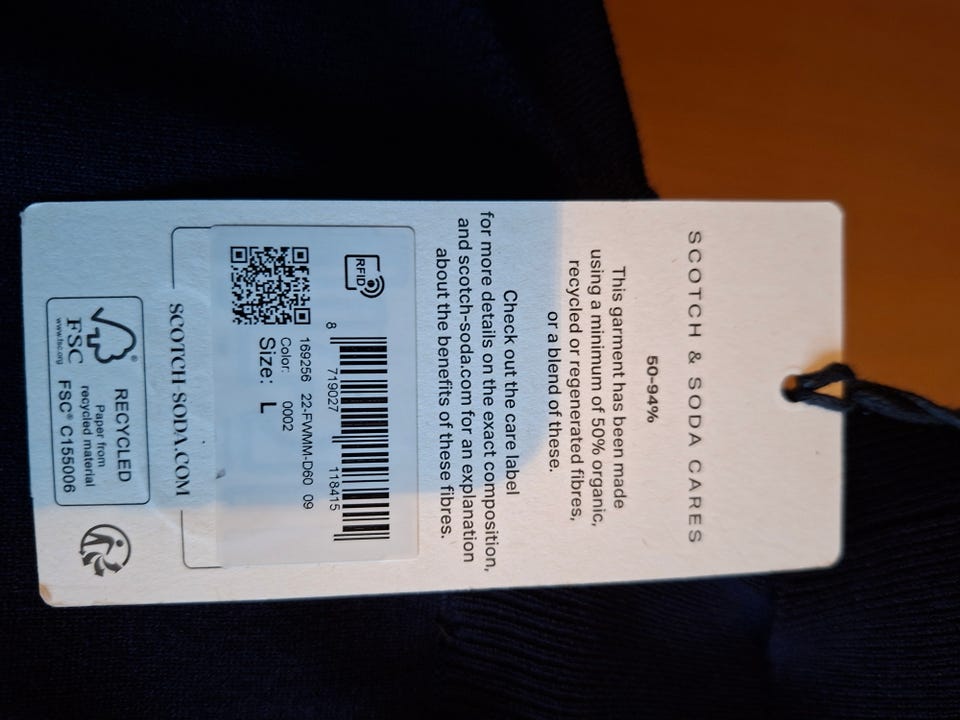 SCOTCH & SODA CARES
50-94%
This garment has been made
using a minimum of 50% organic,
recycled or regenerated fibres,
or a blend of these.
Check out the care label
for more details on the exact composition,
and scotch-soda.com for an explanation
about the benefits of these fibres.
RFID
8 719027 118415
169256 22-FWMM-D60 09
Color: 0002
Size: L
SCOTCH-SODA.COM
FSC®
www.fsc.org
RECYCLED
Paper from
recycled material
FSC® C155006